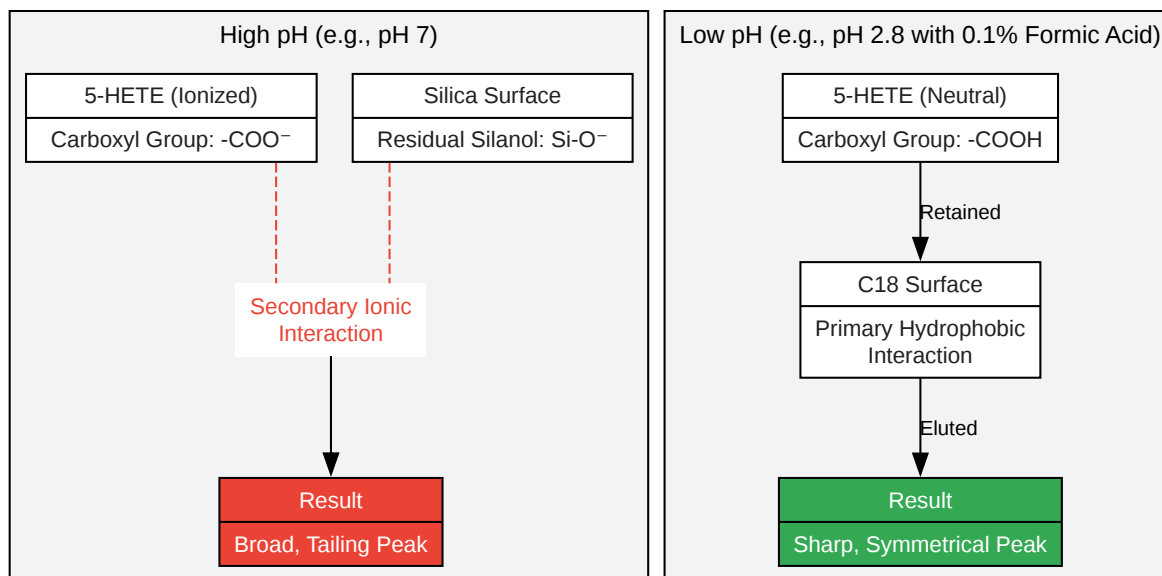 High pH (e.g., pH 7)
5-HETE (Ionized)
Carboxyl Group: -COO⁻
Silica Surface
Residual Silanol: Si-O⁻
Secondary Ionic
Interaction
Result
Broad, Tailing Peak
Low pH (e.g., pH 2.8 with 0.1% Formic Acid)
5-HETE (Neutral)
Carboxyl Group: -COOH
Retained
C18 Surface
Primary Hydrophobic
Interaction
Eluted
Result
Sharp, Symmetrical Peak